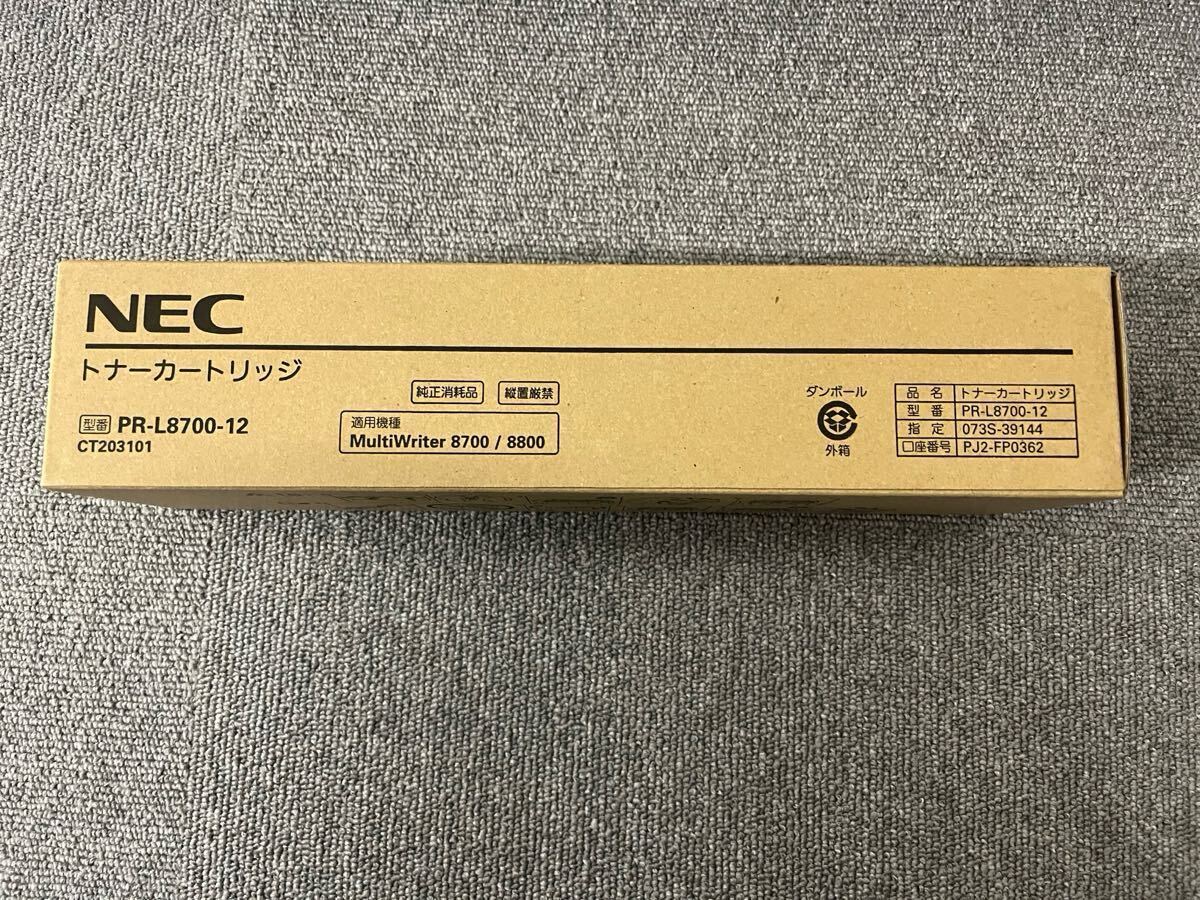 NEC
トナーカートリッジ
純正消耗品 縦置厳禁
型番 PR-L8700-12
CT203101
適用機種
MultiWriter 8700 / 8800
ダンボール
外箱
品名 トナーカートリッジ
型番 PR-L8700-12
指定 073S-39144
口座番号 PJ2-FP0362